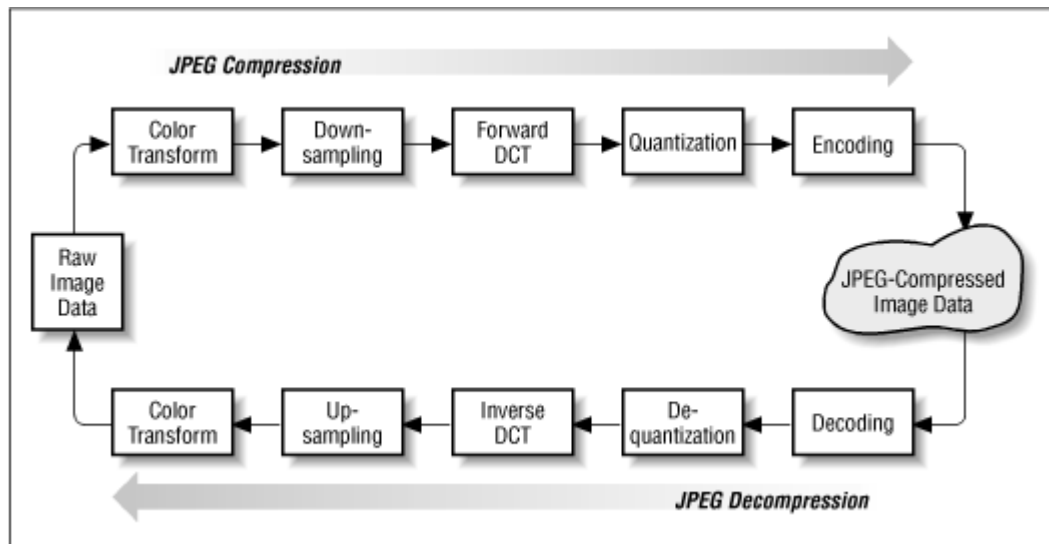 JPEG Compression
Color
Transform
Down-
sampling
Forward
DCT
Quantization
Encoding
Raw
Image
Data
JPEG-Compressed
Image Data
Color
Transform
Up-
sampling
Inverse
DCT
De-
quantization
Decoding
JPEG Decompression